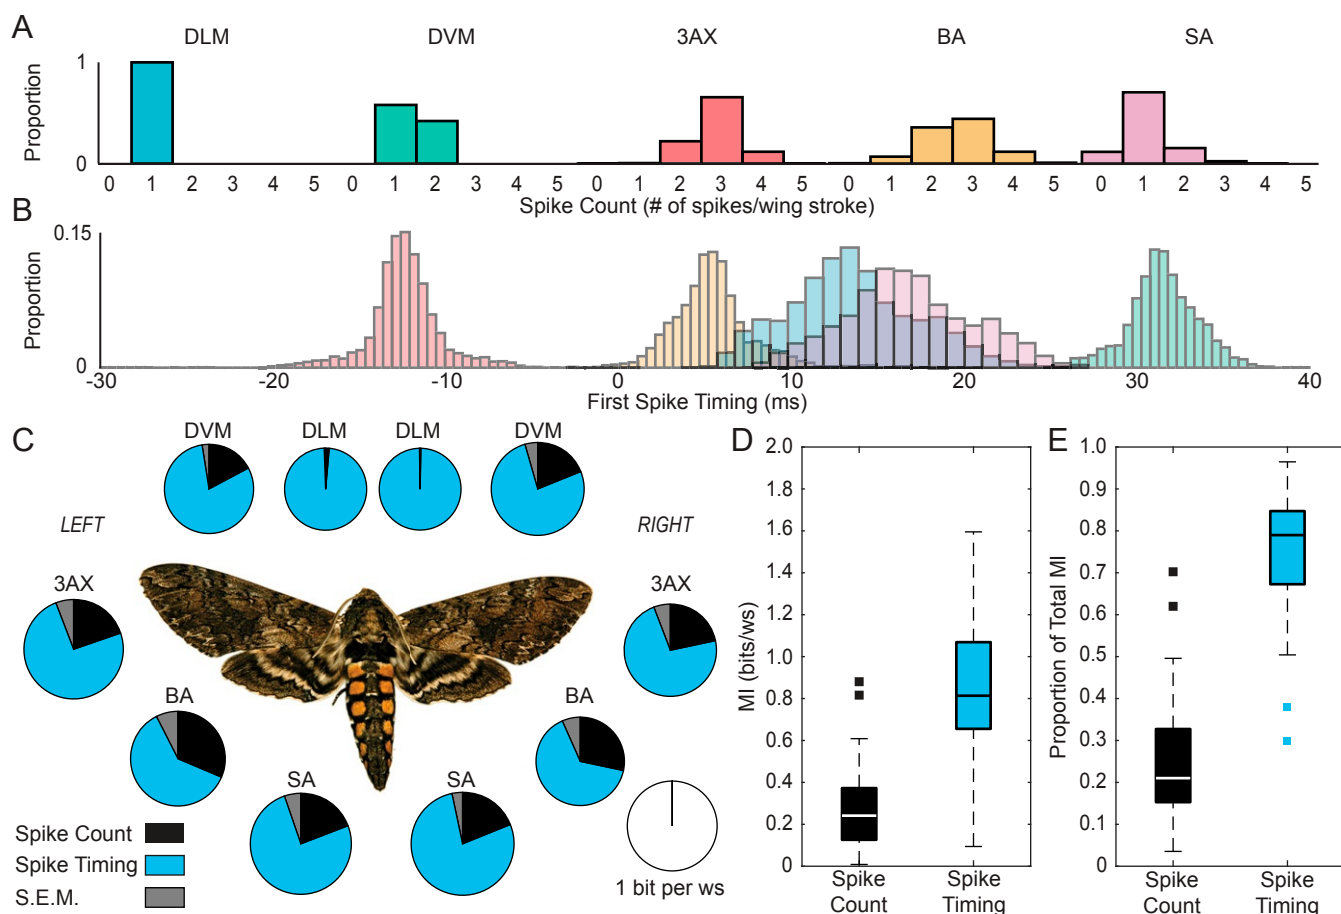 A
DLM
DVM
3AX
BA
SA
Proportion
1
0
0 1 2 3 4 5 0 1 2 3 4 5 0 1 2 3 4 5 0 1 2 3 4 5 0 1 2 3 4 5
Spike Count (# of spikes/wing stroke)
B
Proportion
0.15
0
-30 -20 -10 0 10 20 30 40
First Spike Timing (ms)
C
DVM
DLM
DLM
DVM
LEFT
RIGHT
3AX
3AX
BA
BA
SA
SA
Spike Count
Spike Timing
S.E.M.
1 bit per ws
D
MI (bits/ws)
2.0
1.8
1.6
1.4
1.2
1.0
0.8
0.6
0.4
0.2
0
Spike Count
Spike Timing
E
Proportion of Total MI
1.0
0.9
0.8
0.7
0.6
0.5
0.4
0.3
0.2
0.1
0
Spike Count
Spike Timing